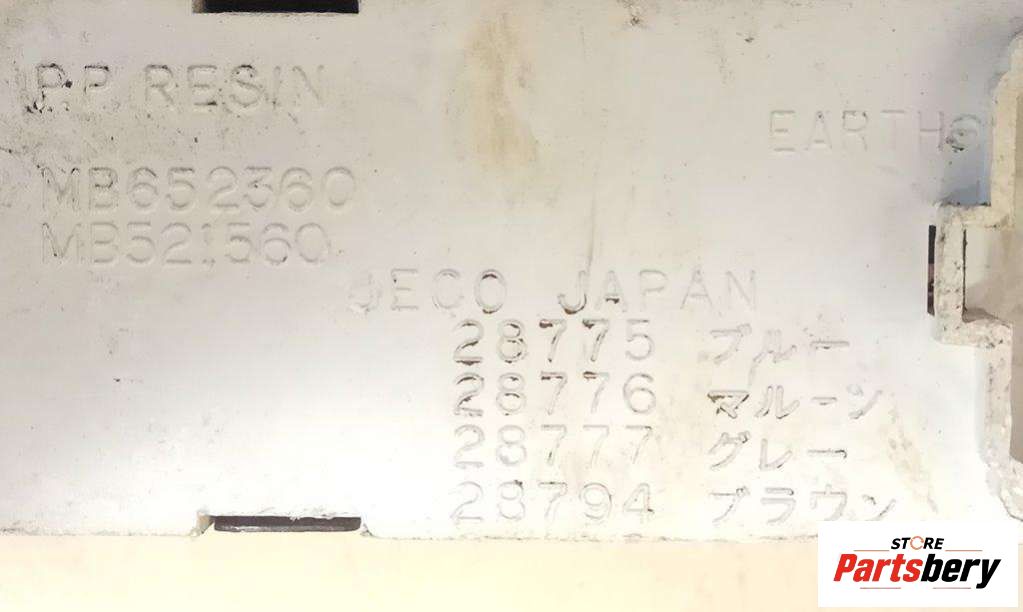 P.P RESIN
EARTH
MB652360
MB521560
JECO JAPAN
28775 ブルー
28776 マルーン
28777 グレー
28794 ブラウン
STORE
Partsbery